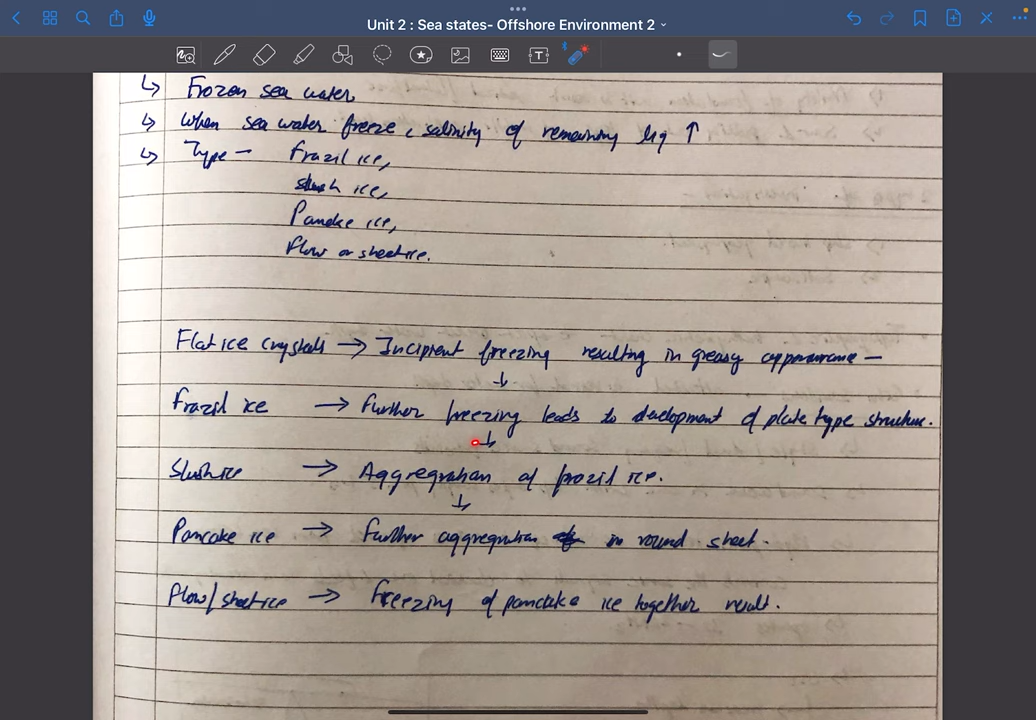 Unit 2 : Sea states- Offshore Environment 2
↳ Frozen sea water
↳ When sea water freeze, salinity of remaining liq ↑
↳ Type - Frazil ice,
slush ice,
Pancake ice,
Flow or sheet ice.
Flat ice crystals → Incipient freezing resulting in greasy appearance -
↓
Frazil ice → Further freezing leads to development of plate type structure.
↓
Slush ice → Aggregration of frazil ice.
↓
Pancake ice → Further aggregration in round sheet.
Flow/sheet ice → Freezing of pancake ice together result.